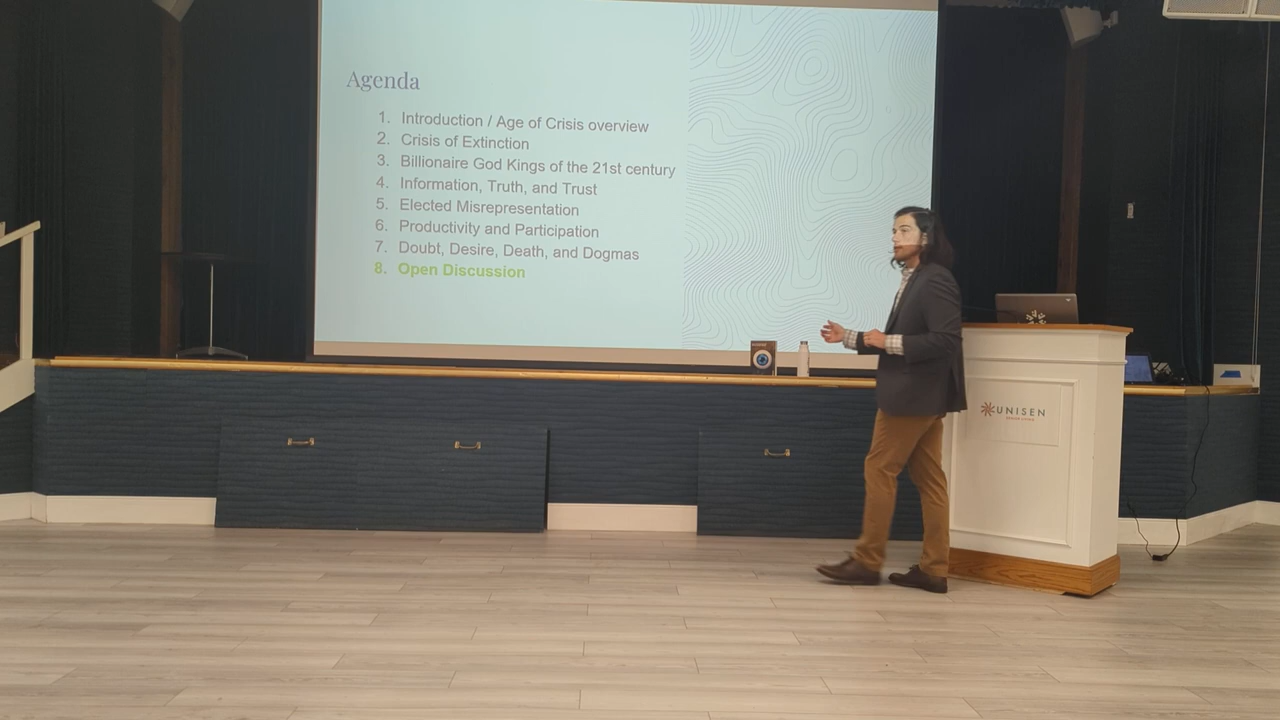 Agenda
1. Introduction / Age of Crisis overview
2. Crisis of Extinction
3. Billionaire God Kings of the 21st century
4. Information, Truth, and Trust
5. Elected Misrepresentation
6. Productivity and Participation
7. Doubt, Desire, Death, and Dogmas
8. Open Discussion
UNISEN